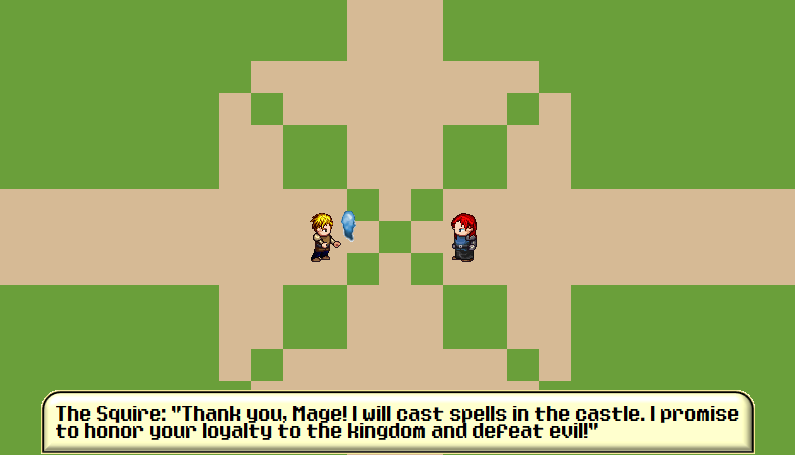 The Squire: "Thank you, Mage! I will cast spells in the castle. I promise
to honor your loyalty to the kingdom and defeat evil!"